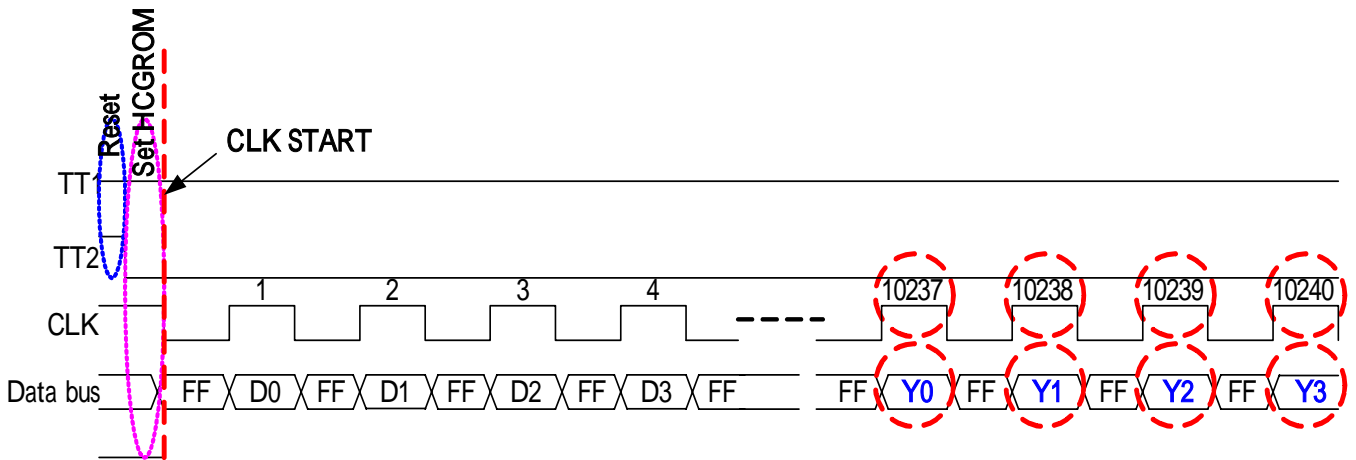 Reset
Set HCGROM
CLK START
TT1
TT2
1 2 3 4 10237 10238 10239 10240
CLK
Data bus FF D0 FF D1 FF D2 FF D3 FF FF Y0 FF Y1 FF Y2 FF Y3